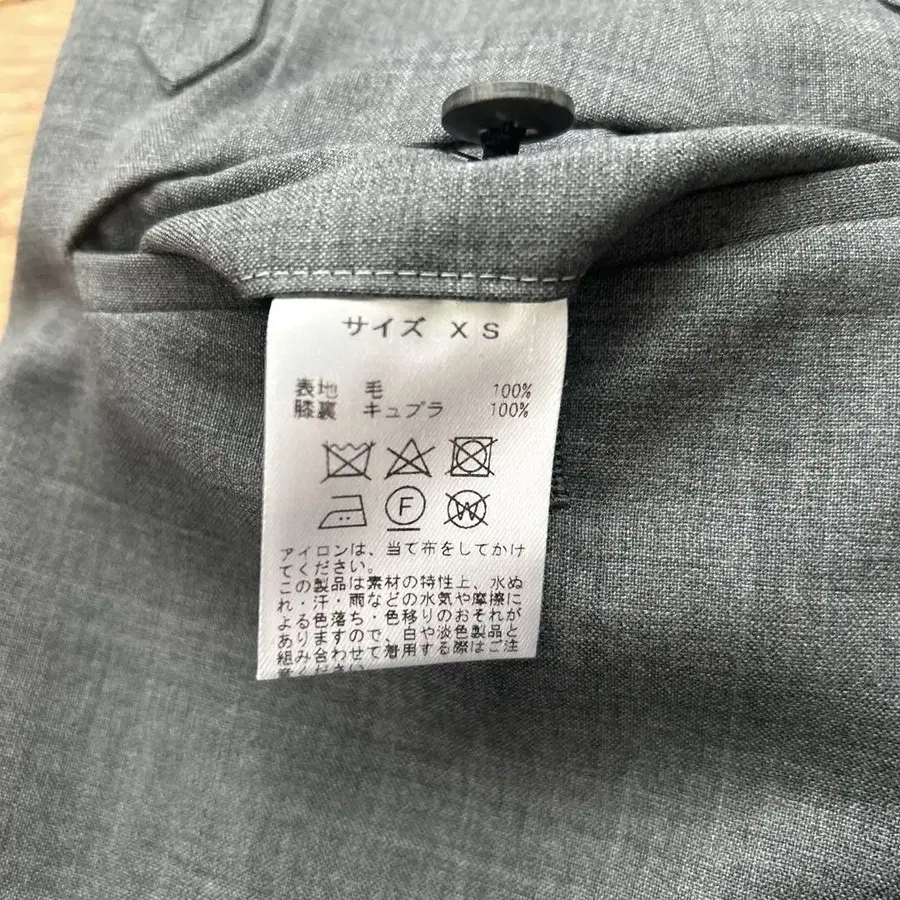 サイズ XS
表地 毛 100%
膝裏 キュプラ 100%
F
W
アイロンは、当て布をしてかけ
てください。
この製品は素材の特性上、水ぬ
れ・汗・雨などの水気や摩擦に
よる色落ち・色移りのおそれが
ありますので、白や淡色製品と
組み合わせて着用する際はご注
意ください。